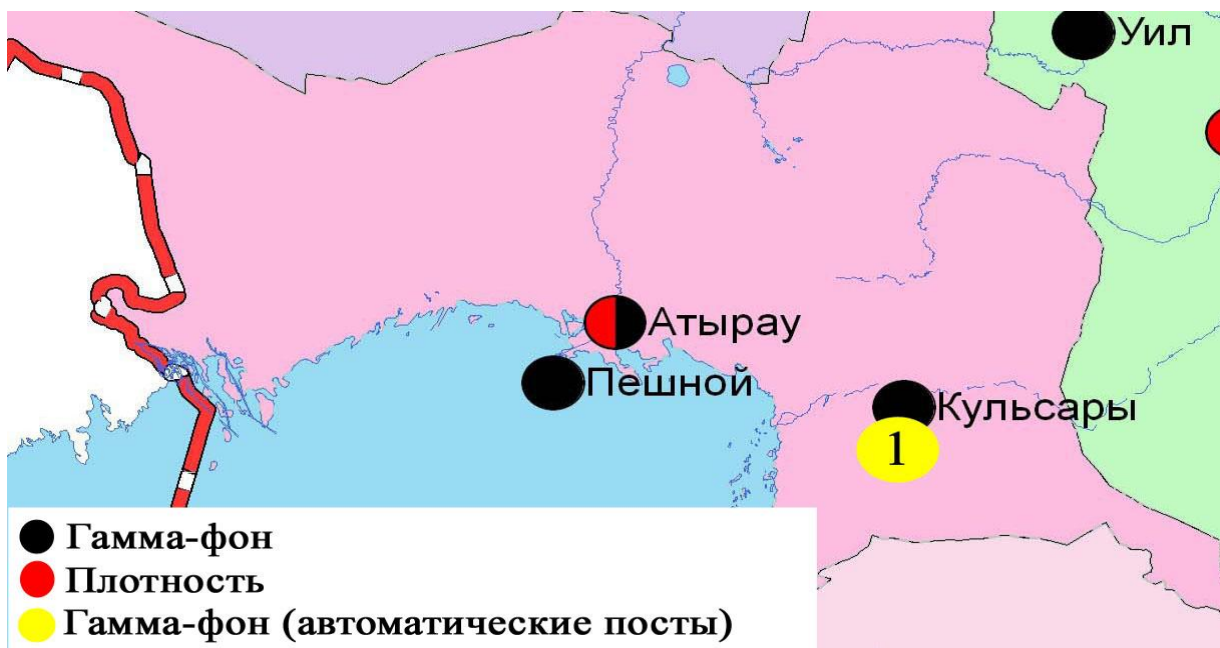 Уил
Атырау
Пешной
Кульсары
1
Гамма-фон
Плотность
Гамма-фон (автоматические посты)